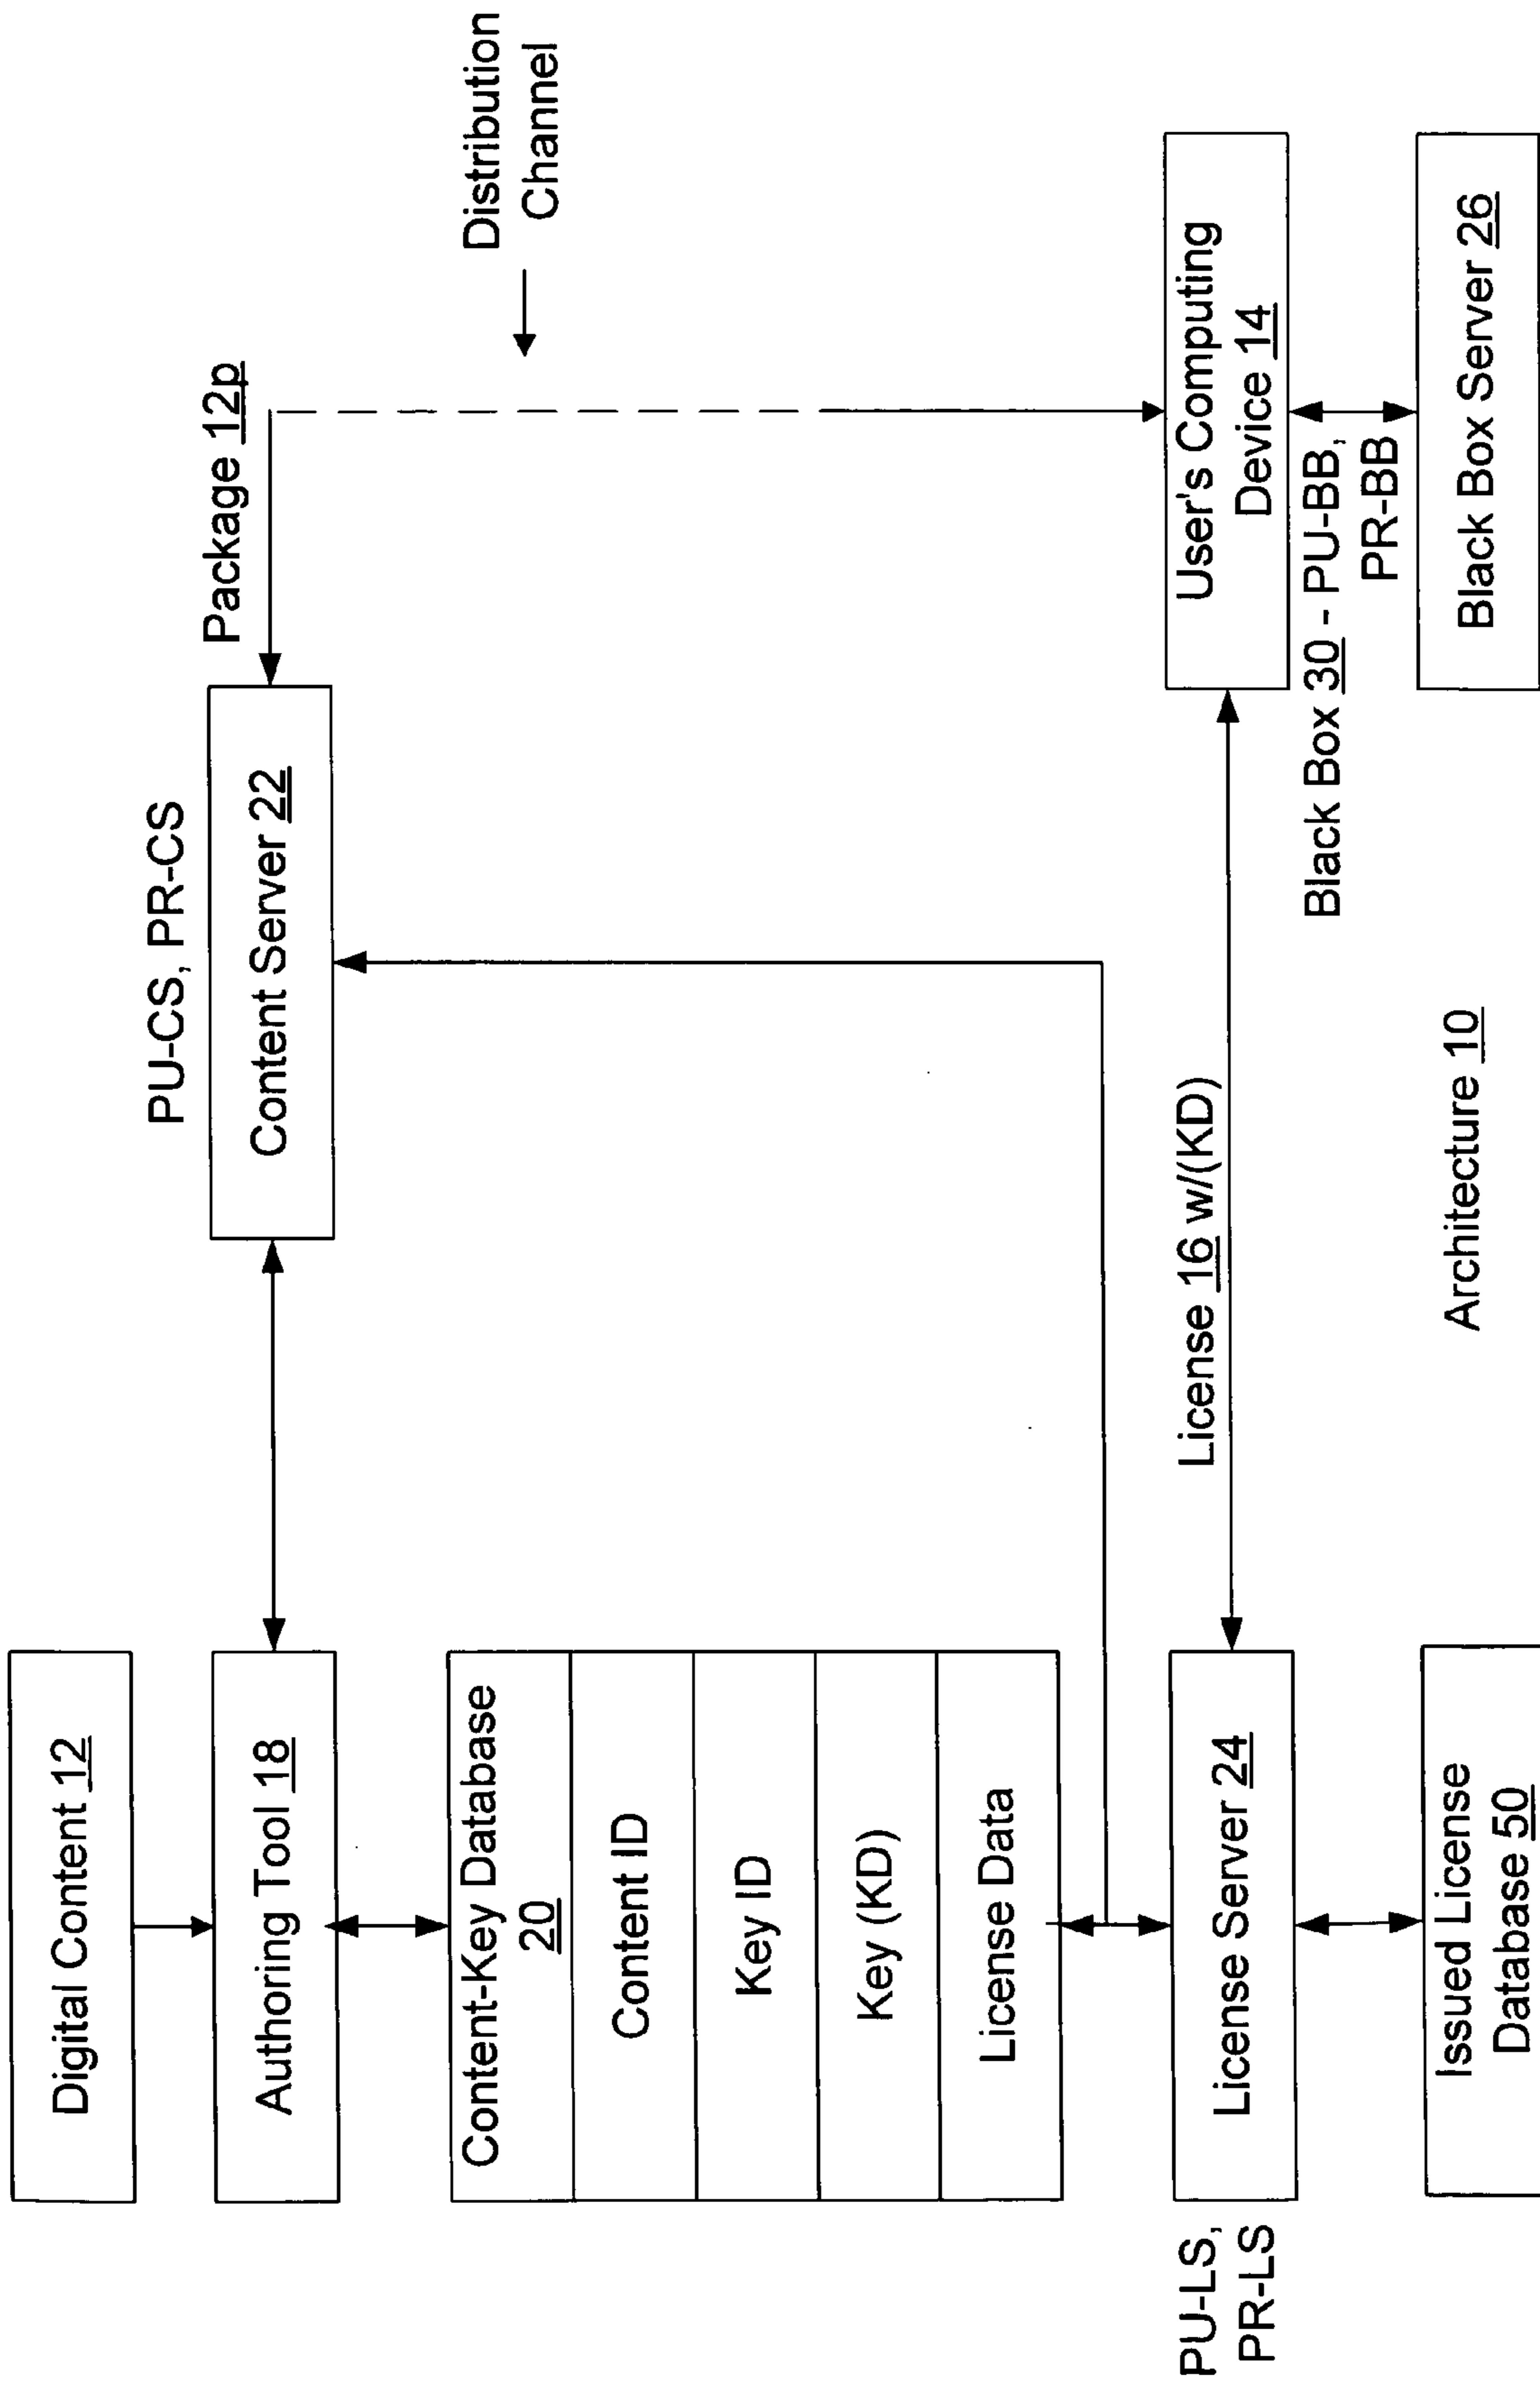 Digital Content 12
Authoring Tool 18
Content-Key Database
20
Content ID
Key ID
Key (KD)
License Data
PU-LS,
PR-LS
License Server 24
Issued License
Database 50
PU-CS, PR-CS
Content Server 22
Package 12p
Distribution
Channel
License 16 w/(KD)
User's Computing
Device 14
Black Box 30 - PU-BB,
PR-BB
Black Box Server 26
Architecture 10